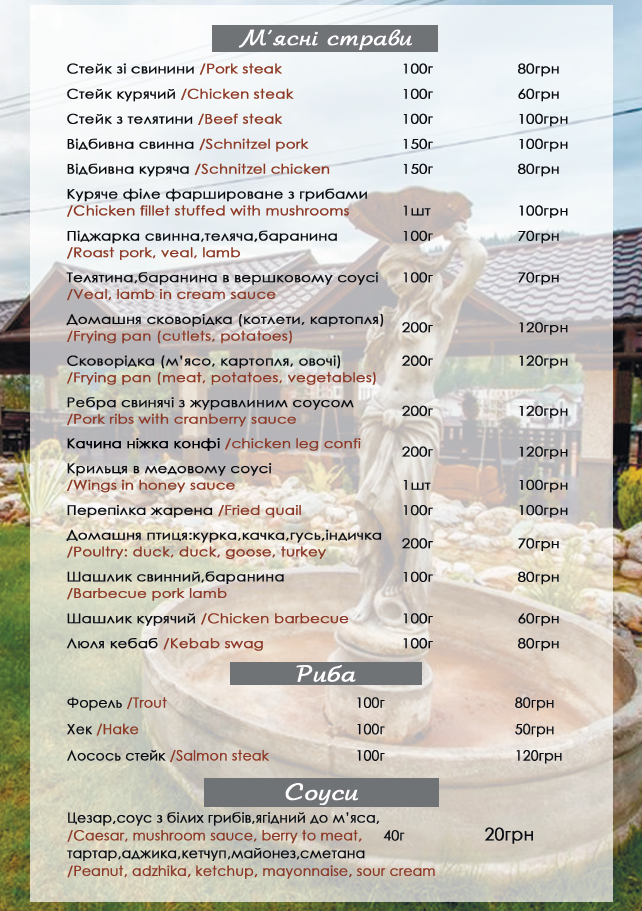 М'ясні страви
Стейк зі свинини /Pork steak 100г 80грн
Стейк курячий /Chicken steak 100г 60грн
Стейк з телятини /Beef steak 100г 100грн
Відбивна свинна /Schnitzel pork 150г 100грн
Відбивна куряча /Schnitzel chicken 150г 80грн
Куряче філе фаршироване з грибами
/Chicken fillet stuffed with mushrooms 1шт 100грн
Піджарка свинна,теляча,баранина 100г 70грн
/Roast pork, veal, lamb
Телятина,баранина в вершковому соусі 100г 70грн
/Veal, lamb in cream sauce
Домашня сковорідка (котлети, картопля) 200г 120грн
/Frying pan (cutlets, potatoes)
Сковорідка (м'ясо, картопля, овочі) 200г 120грн
/Frying pan (meat, potatoes, vegetables)
Ребра свинячі з журавлиним соусом 200г 120грн
/Pork ribs with cranberry sauce
Качина ніжка конфі /chicken leg confi 200г 120грн
Крильця в медовому соусі
/Wings in honey sauce 1шт 100грн
Перепілка жарена /Fried quail 100г 100грн
Домашня птиця:курка,качка,гусь,індичка 200г 70грн
/Poultry: duck, duck, goose, turkey
Шашлик свинний,баранина 100г 80грн
/Barbecue pork lamb
Шашлик курячий /Chicken barbecue 100г 60грн
Люля кебаб /Kebab swag 100г 80грн
Риба
Форель /Trout 100г 80грн
Хек /Hake 100г 50грн
Лосось стейк /Salmon steak 100г 120грн
Соуси
Цезар,соус з білих грибів,ягідний до м'яса,
/Caesar, mushroom sauce, berry to meat, 40г 20грн
тартар,аджика,кетчуп,майонез,сметана
/Peanut, adzhika, ketchup, mayonnaise, sour cream